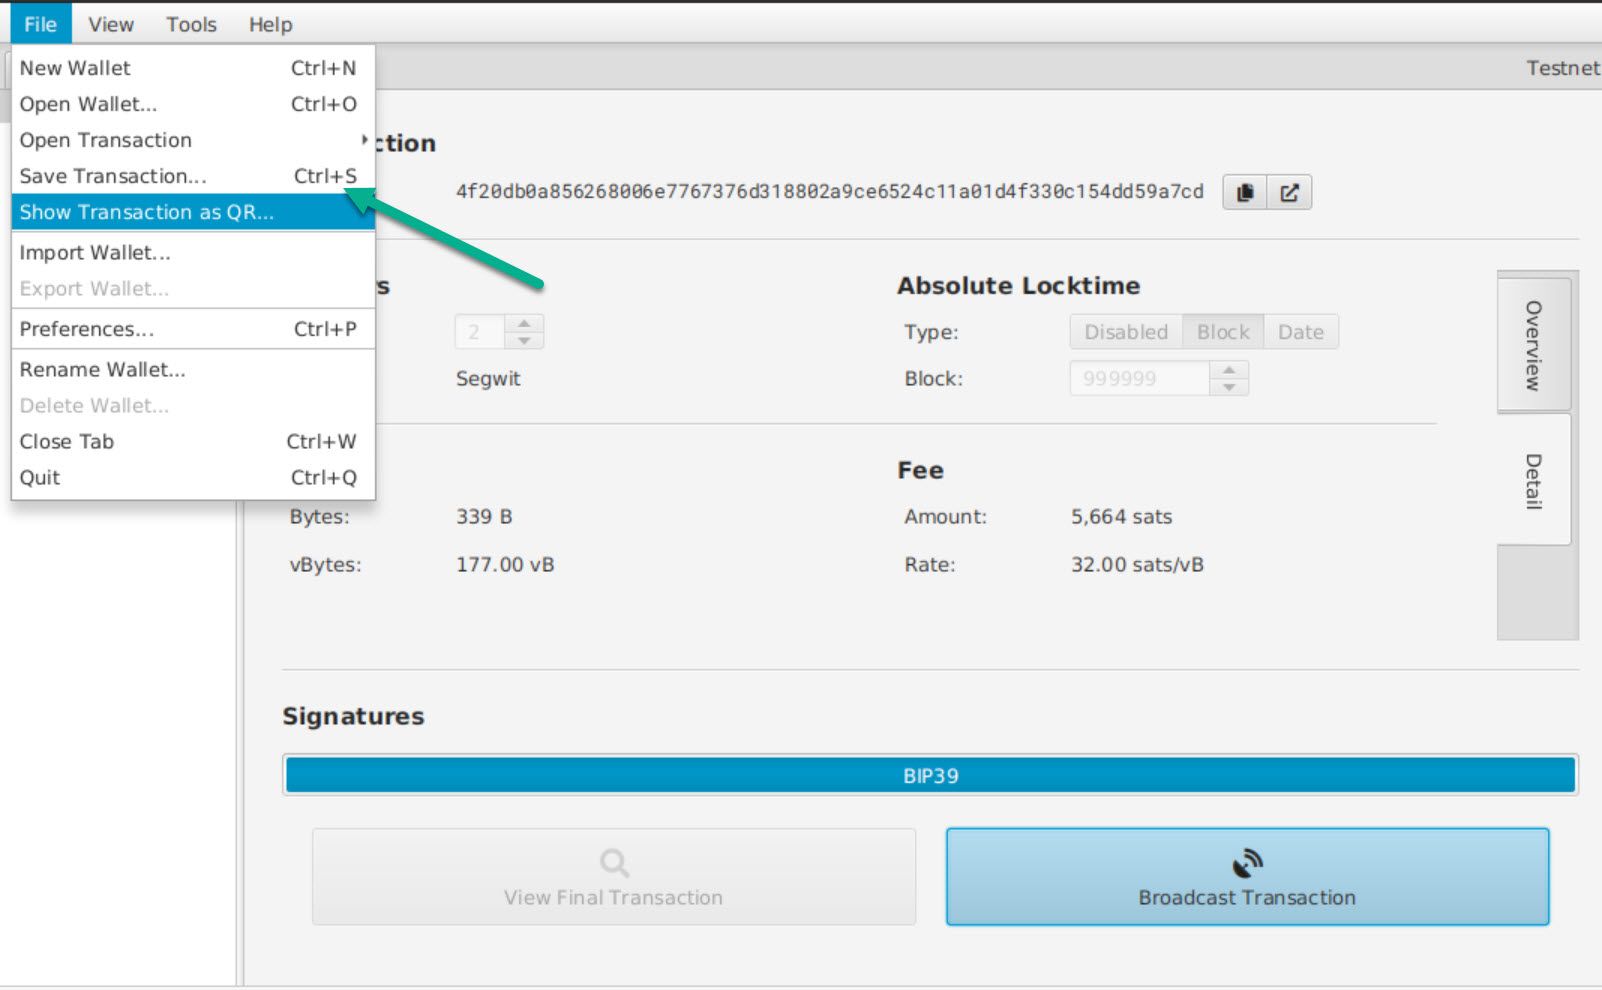 File View Tools Help
New Wallet Ctrl+N
Testnet
Open Wallet... Ctrl+O
Open Transaction
ction
Save Transaction... Ctrl+S
4f20db0a856268006e7767376d318802a9ce6524c11a01d4f330c154dd59a7cd
Show Transaction as QR...
Import Wallet...
Export Wallet...
s
Absolute Locktime
Preferences... Ctrl+P
2
Type: Disabled Block Date
Rename Wallet...
Segwit
Block: 999999
Delete Wallet...
Close Tab Ctrl+W
Quit Ctrl+Q
Overview
Detail
Fee
Bytes: 339 B
Amount: 5,664 sats
vBytes: 177.00 vB
Rate: 32.00 sats/vB
Signatures
BIP39
View Final Transaction
Broadcast Transaction